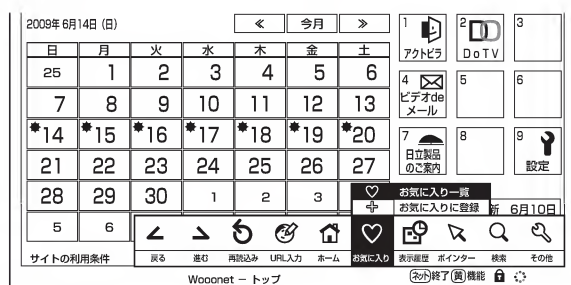 2009年 6月14日（日）
≪ 今月 ≫
日 月 火 水 木 金 土
25 1 2 3 4 5 6
7 8 9 10 11 12 13
14 15 16 17 18 19 20
21 22 23 24 25 26 27
28 29 30 1 2 3
5 6
サイトの利用条件
1 アクトビラ
2 DoTV
3
4 ビデオde
メール
5
6
7 日立製品
のご案内
8
9 設定
お気に入り一覧
お気に入りに登録
新 6月10日
戻る 進む 再読込み URL入力 ホーム お気に入り 表示履歴 ポインター 検索 その他
Wooonet － トップ
ネット終了 黄機能